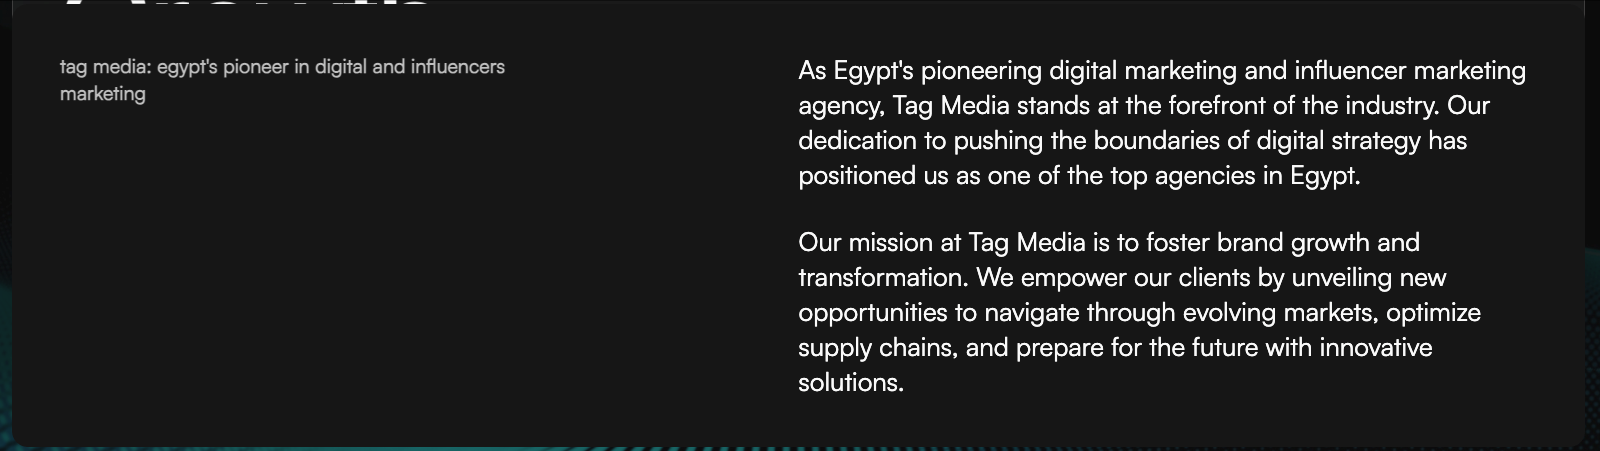 tag media: egypt's pioneer in digital and influencers
marketing
As Egypt's pioneering digital marketing and influencer marketing
agency, Tag Media stands at the forefront of the industry. Our
dedication to pushing the boundaries of digital strategy has
positioned us as one of the top agencies in Egypt.
Our mission at Tag Media is to foster brand growth and
transformation. We empower our clients by unveiling new
opportunities to navigate through evolving markets, optimize
supply chains, and prepare for the future with innovative
solutions.